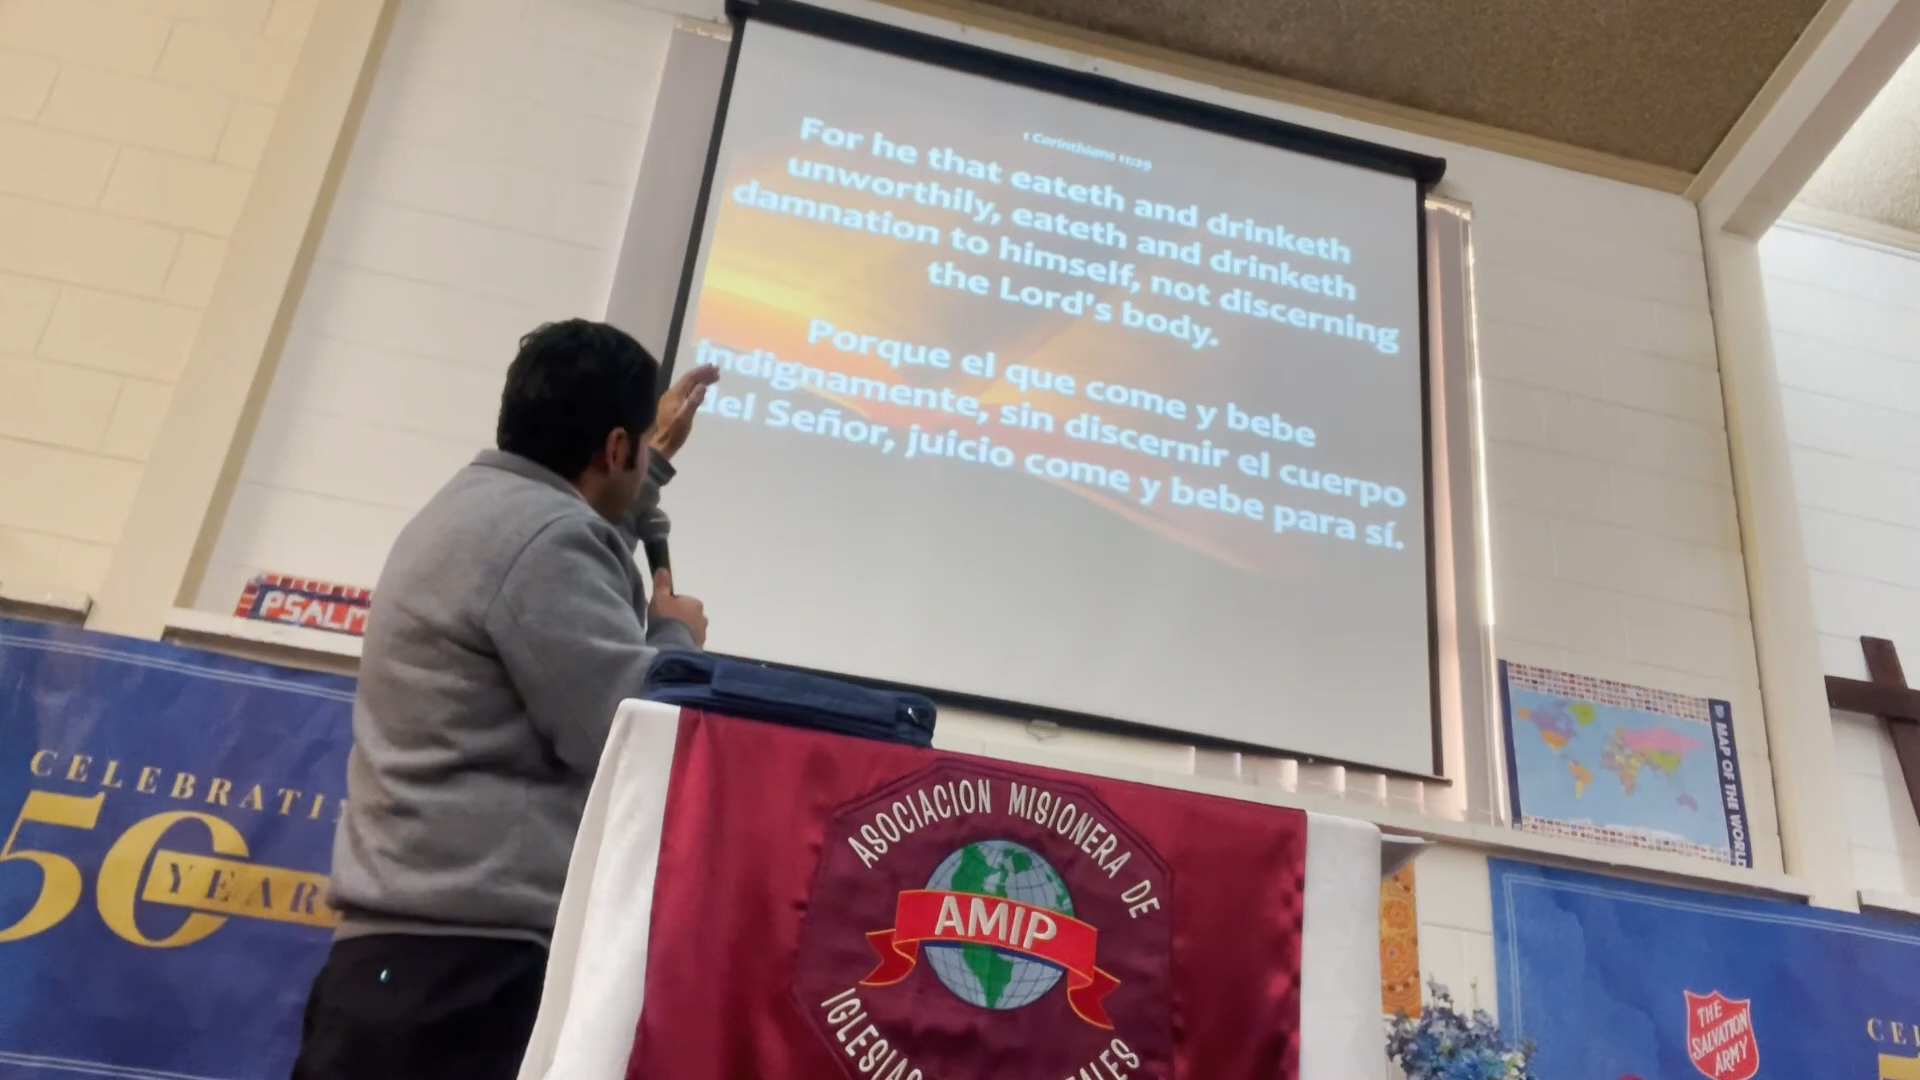 1 Corinthians 11:29
For he that eateth and drinketh
unworthily, eateth and drinketh
damnation to himself, not discerning
the Lord's body.
Porque el que come y bebe
indignamente, sin discernir el cuerpo
del Señor, juicio come y bebe para sí.
PSALM
CELEBRATI
50
YEAR
ASOCIACION MISIONERA DE
AMIP
IGLESIAS
MAP OF THE WORLD
THE
SALVATION
ARMY
CEL